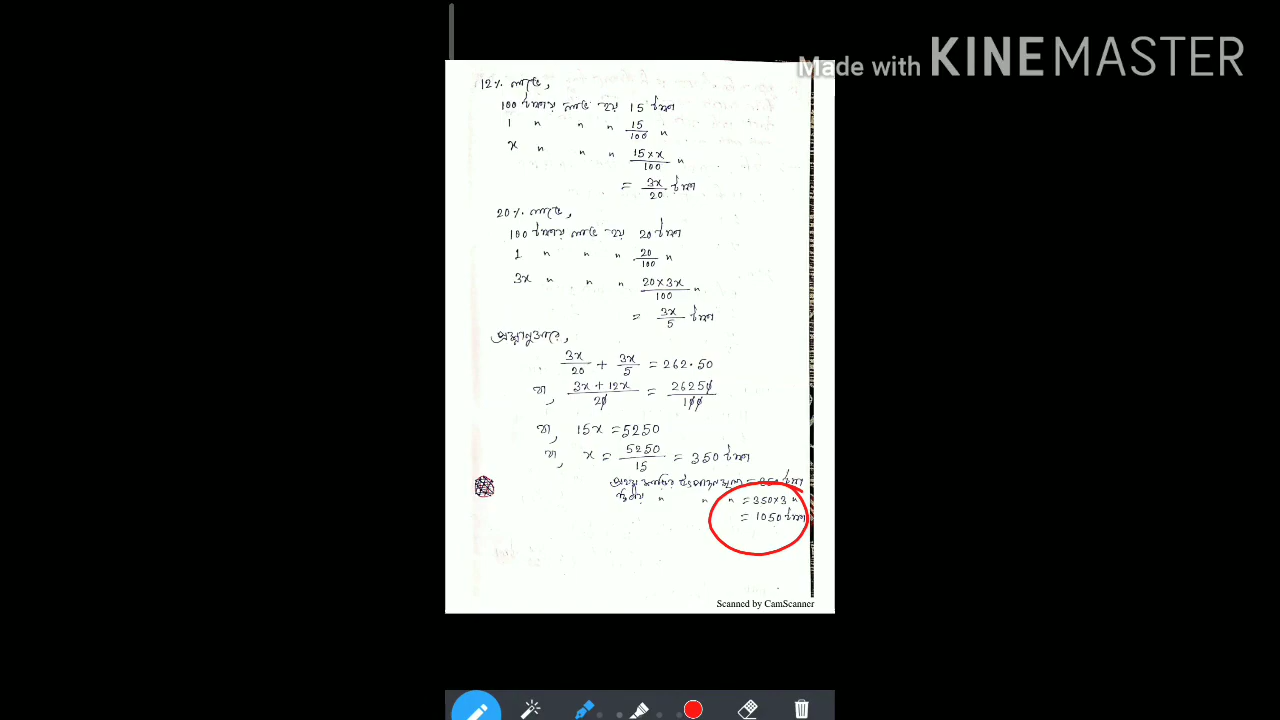 Made with KINEMASTER
12% লাভে,
100 টাকায় লাভ হয় 15 টাকা
1 " " " 15/100 "
x " " " 15×x/100 "
= 3x/20 টাকা
20% লাভে,
100 টাকায় লাভ হয় 20 টাকা
1 " " " 20/100 "
3x " " " 20×3x/100 "
= 3x/5 টাকা
প্রশ্নানুসারে,
3x/20 + 3x/5 = 262.50
বা, 3x+12x/20 = 26250/100
বা, 15x = 5250
বা, x = 5250/15 = 350 টাকা
= 350 টাকা
" " " = 350×3 "
= 1050 টাকা
Scanned by CamScanner